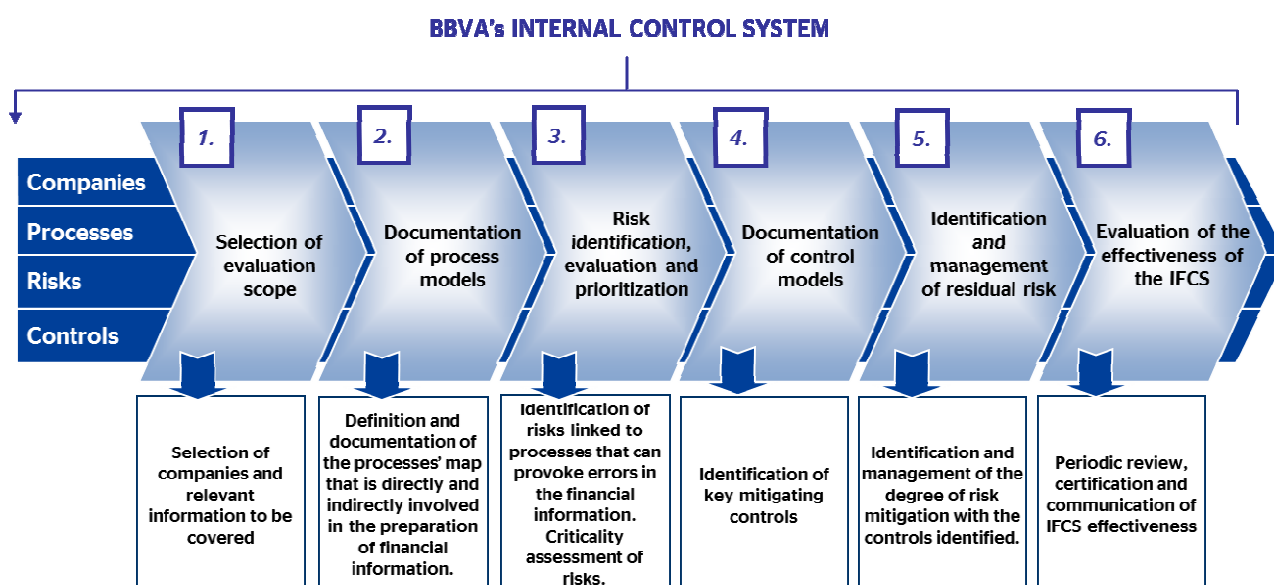 BBVA's INTERNAL CONTROL SYSTEM
1.
2.
3.
4.
5.
6.
Companies
Processes
Risks
Controls
Selection of
evaluation
scope
Documentation
of process
models
Risk
identification,
evaluation and
prioritization
Documentation
of control
models
Identification
and
management
of residual risk
Evaluation of the
effectiveness of
the IFCS
Selection of
companies and
relevant
information to be
covered
Definition and
documentation of
the processes' map
that is directly and
indirectly involved
in the preparation
of financial
information.
Identification of
risks linked to
processes that can
provoke errors in
the financial
information.
Criticality
assessment of
risks.
Identification of
key mitigating
controls
Identification and
management of the
degree of risk
mitigation with the
controls identified.
Periodic review,
certification and
communication of
IFCS effectiveness